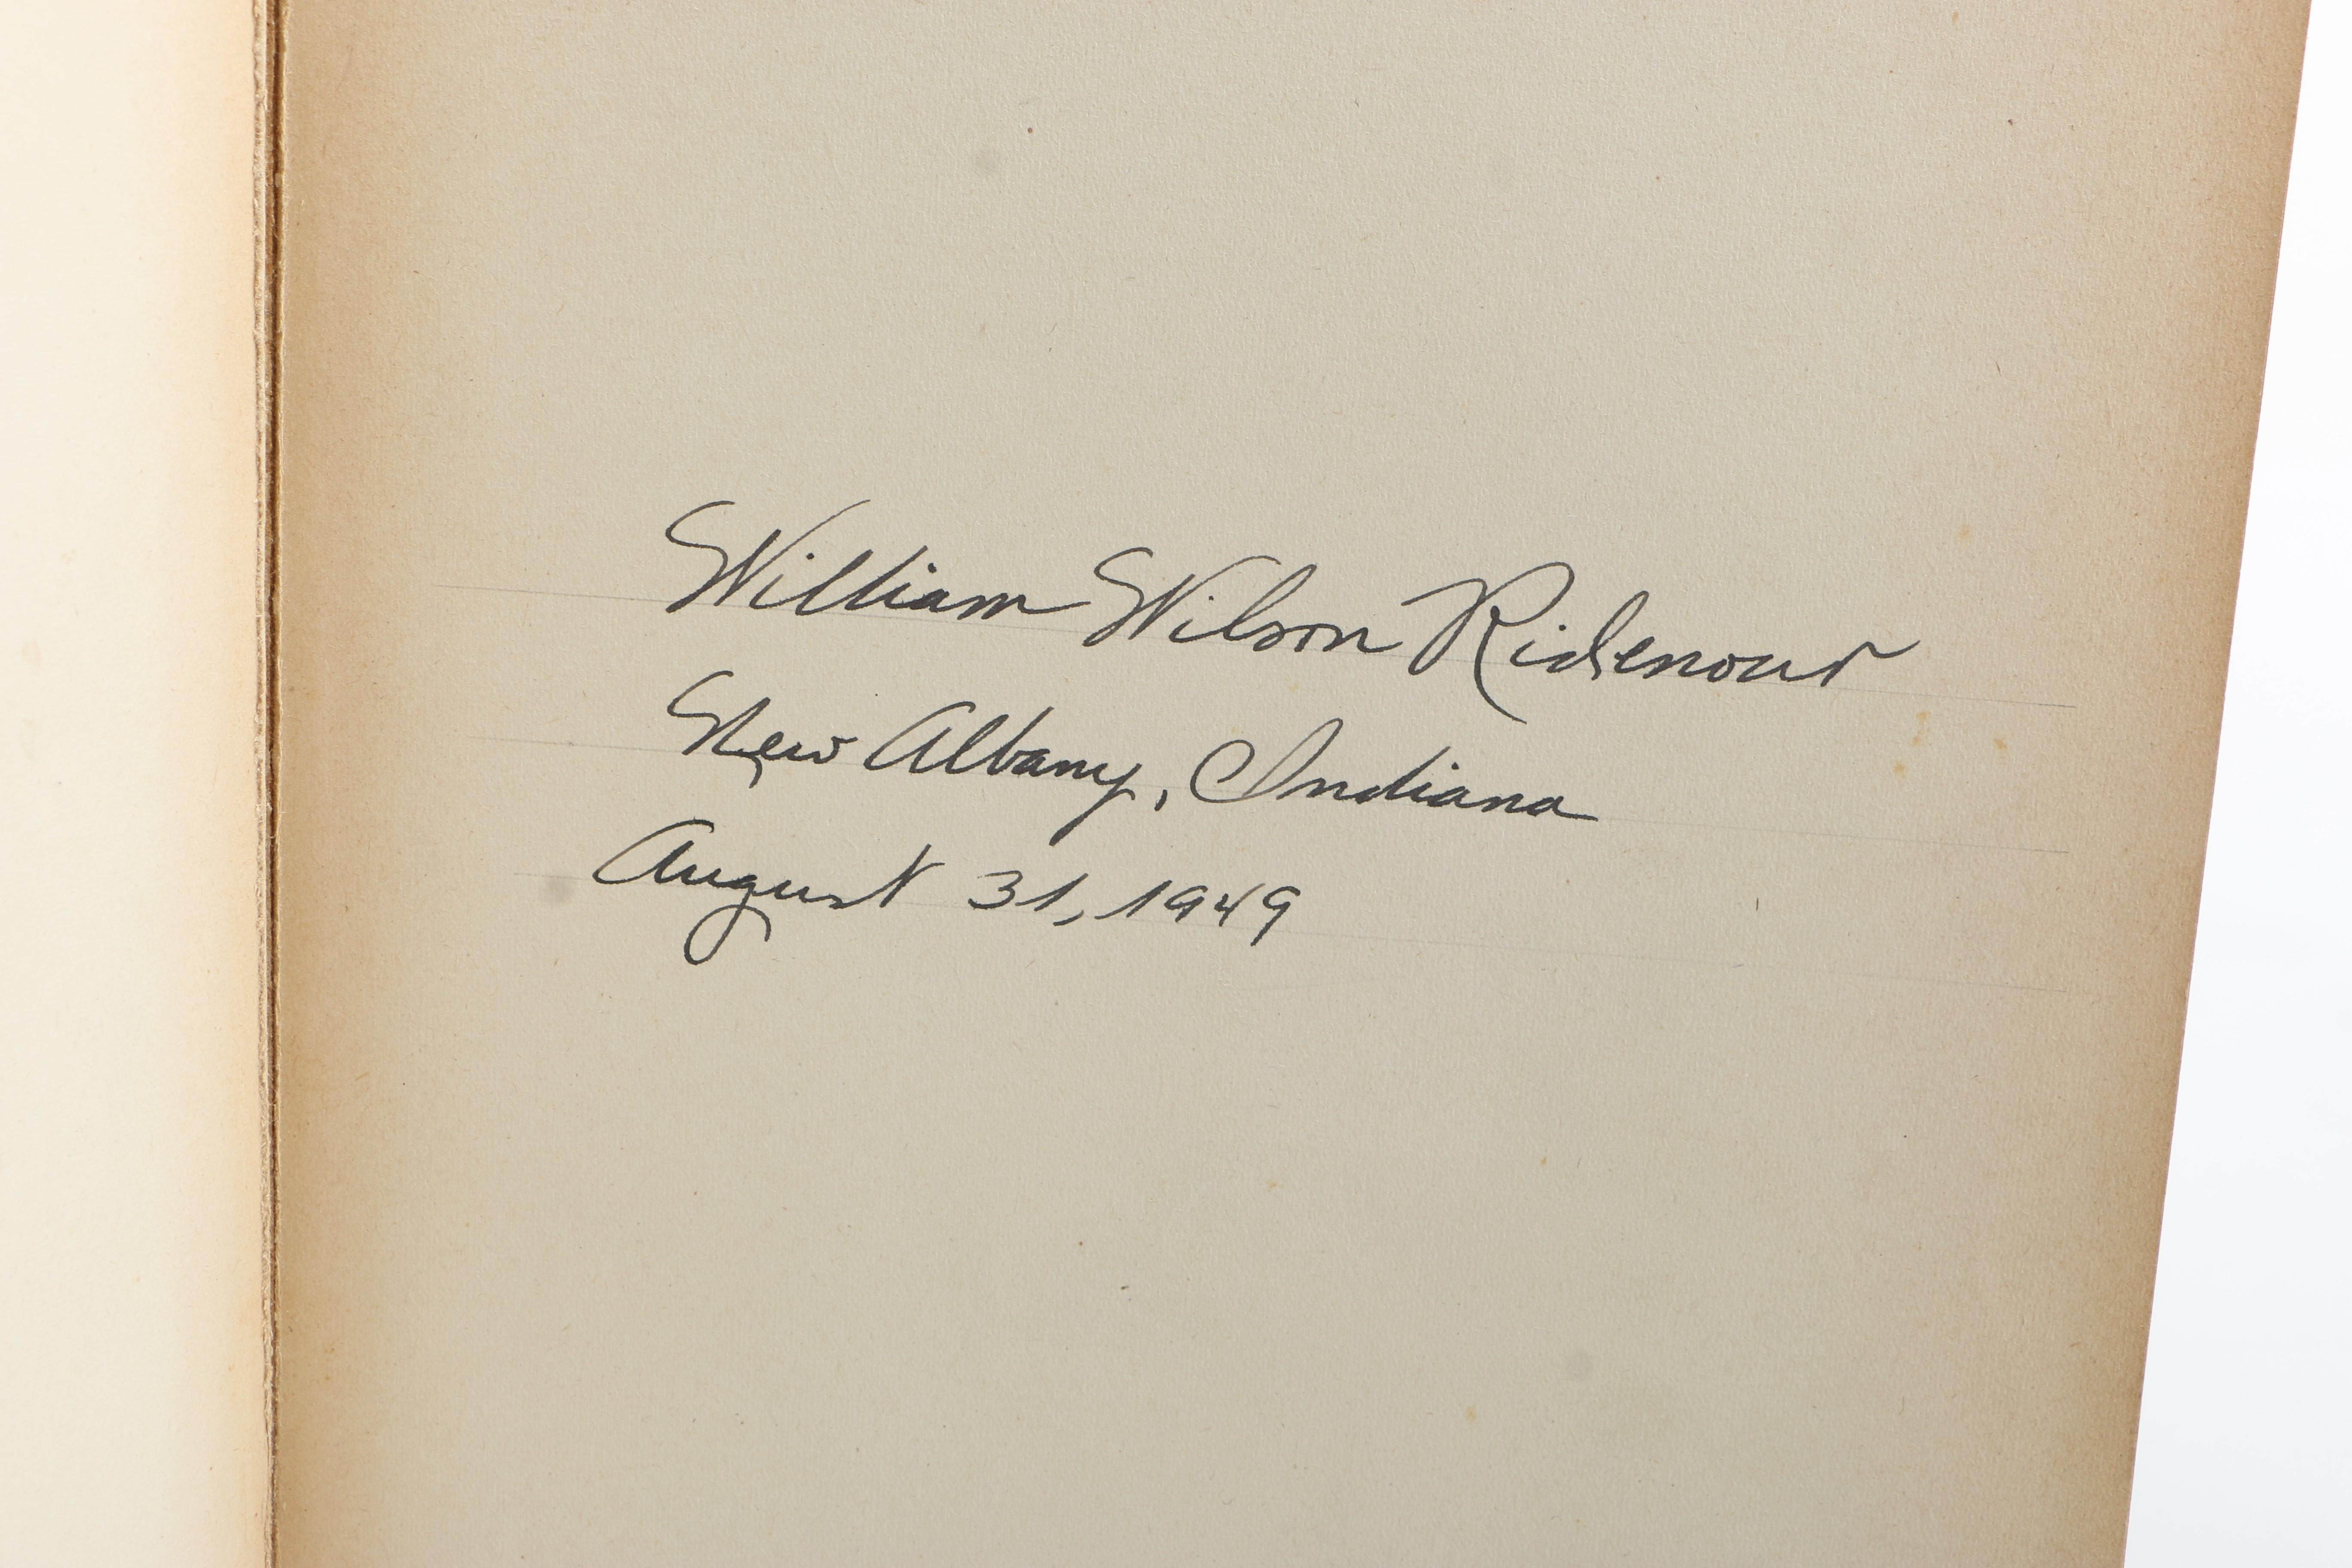 William Wilson Ridenour
New Albany, Indiana
August 31, 1949